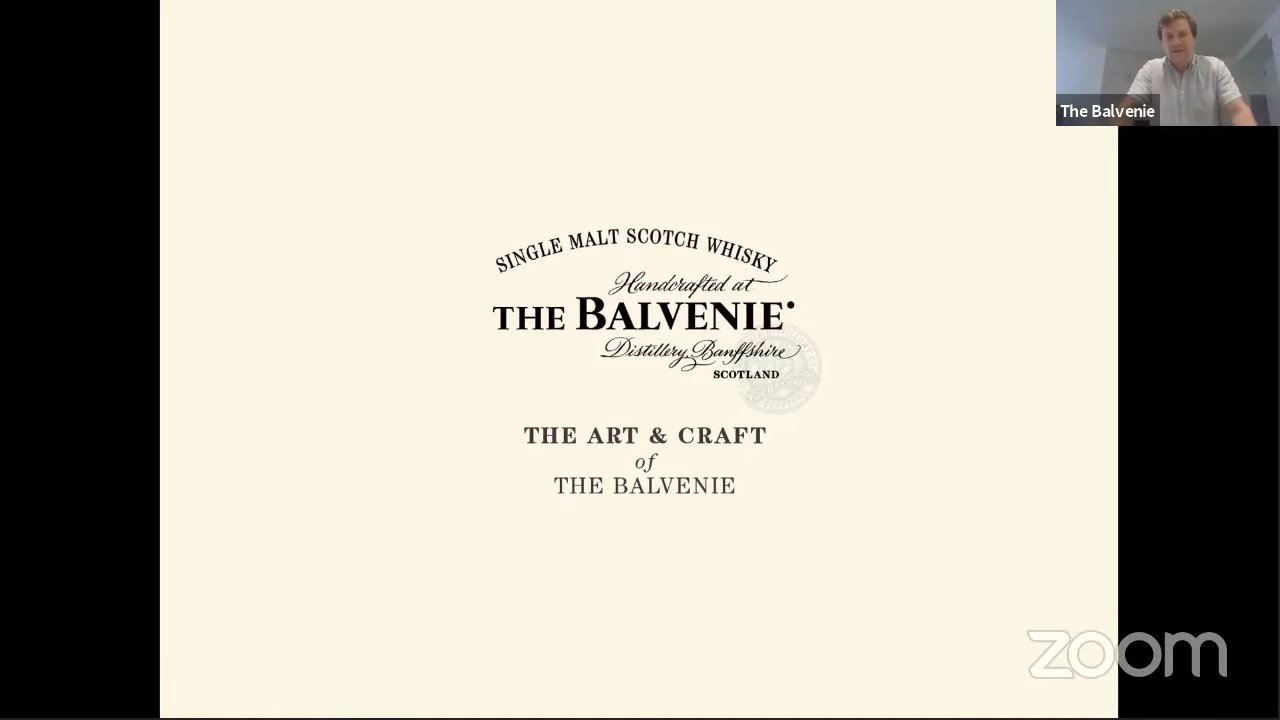 The Balvenie
SINGLE MALT SCOTCH WHISKY
Handcrafted at
THE BALVENIE
Distillery, Banffshire
SCOTLAND
THE ART & CRAFT
of
THE BALVENIE
zoom